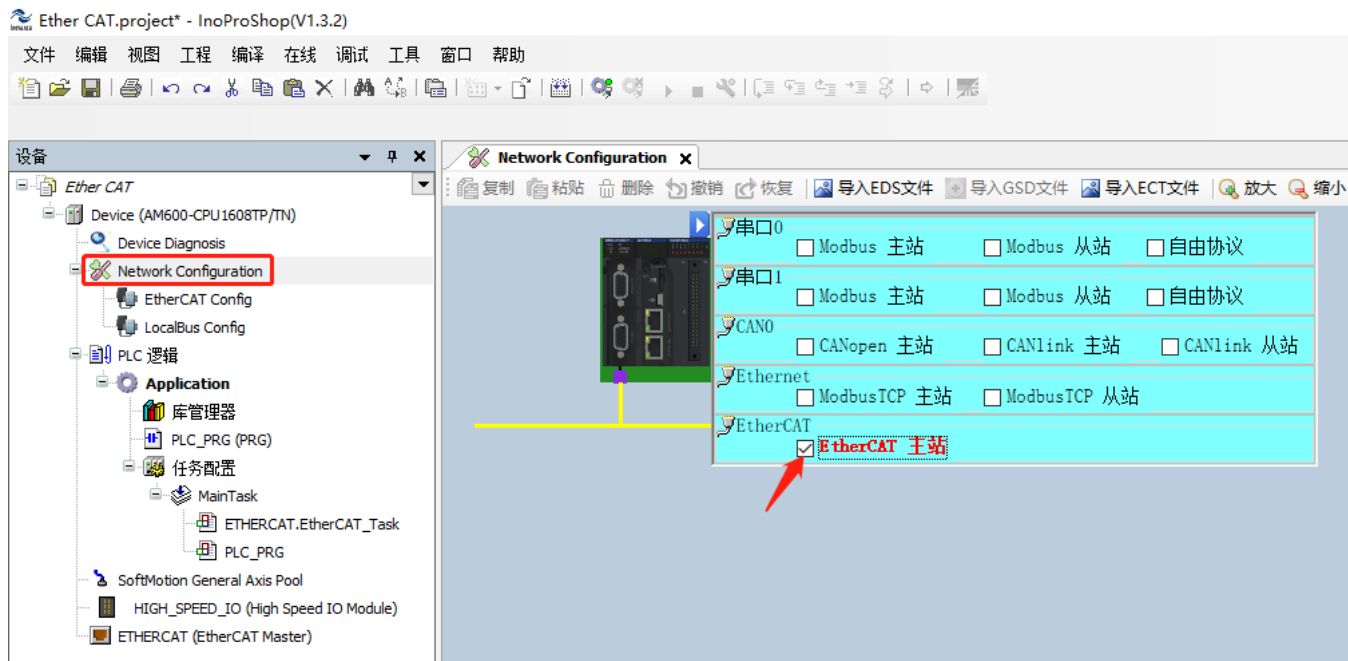 Ether CAT.project* - InoProShop(V1.3.2)
文件 编辑 视图 工程 编译 在线 调试 工具 窗口 帮助
设备
Ether CAT
Device (AM600-CPU1608TP/TN)
Device Diagnosis
Network Configuration
EtherCAT Config
LocalBus Config
PLC 逻辑
Application
库管理器
PLC_PRG (PRG)
任务配置
MainTask
ETHERCAT.EtherCAT_Task
PLC_PRG
SoftMotion General Axis Pool
HIGH_SPEED_IO (High Speed IO Module)
ETHERCAT (EtherCAT Master)
Network Configuration
复制 粘贴 删除 撤销 恢复 导入EDS文件 导入GSD文件 导入ECT文件 放大 缩小
串口0
Modbus 主站 Modbus 从站 自由协议
串口1
Modbus 主站 Modbus 从站 自由协议
CAN0
CANopen 主站 CANlink 主站 CANlink 从站
Ethernet
ModbusTCP 主站 ModbusTCP 从站
EtherCAT
EtherCAT 主站